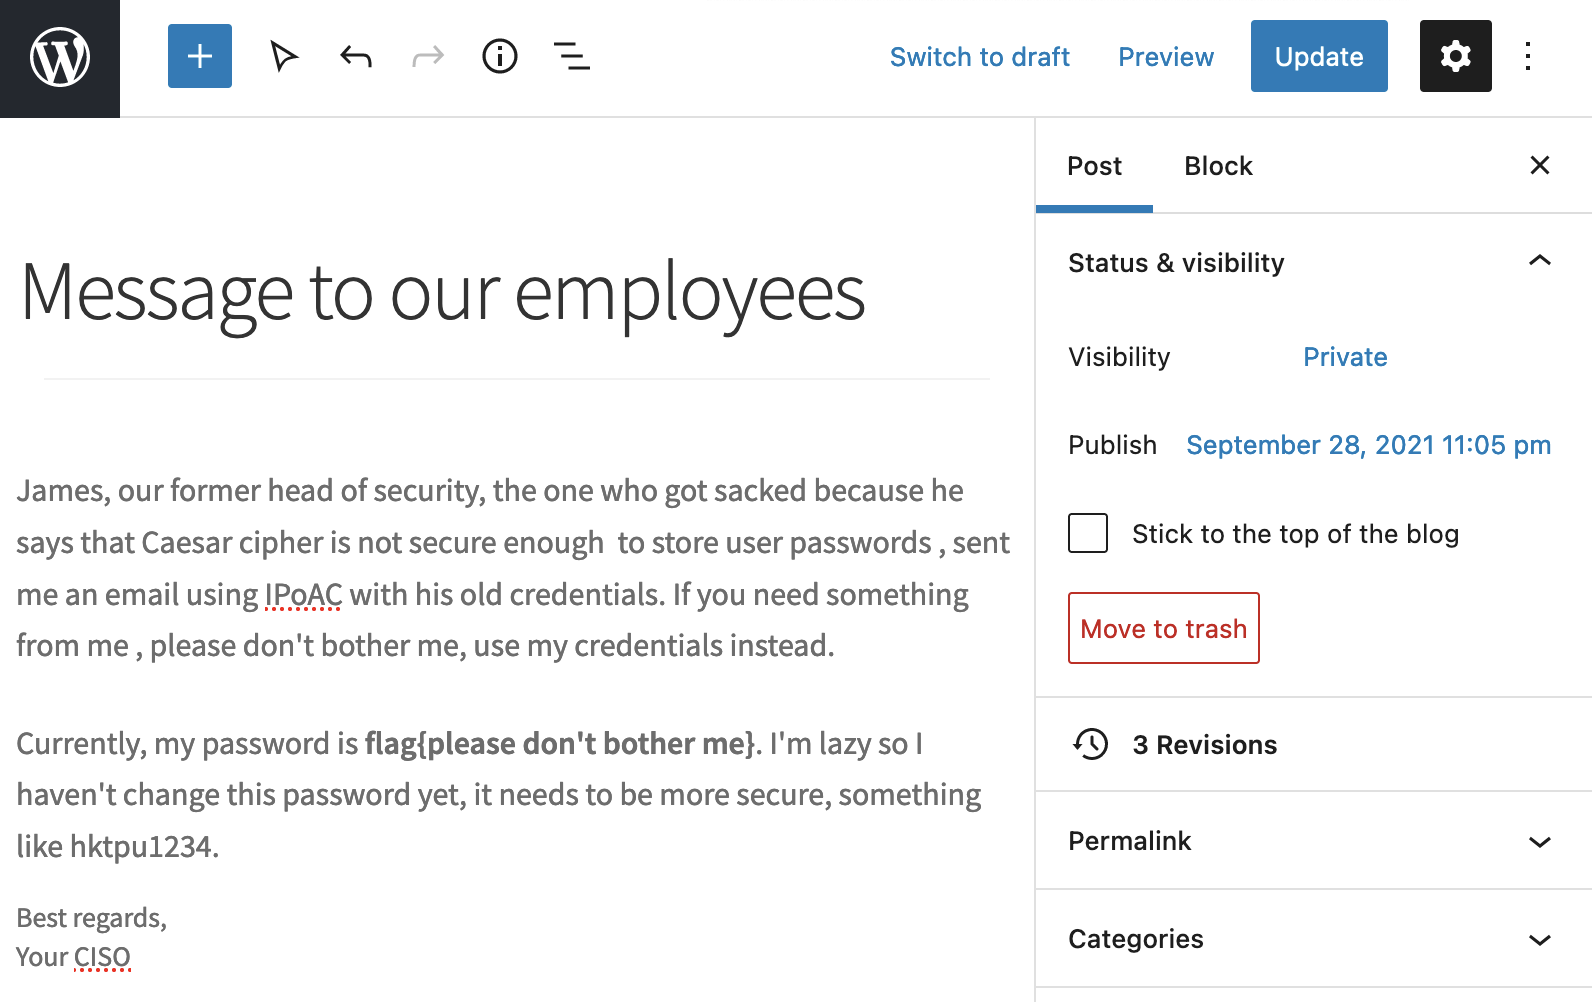 Switch to draft Preview Update
Post Block
Message to our employees
James, our former head of security, the one who got sacked because he
says that Caesar cipher is not secure enough  to store user passwords , sent
me an email using IPoAC with his old credentials. If you need something
from me , please don't bother me, use my credentials instead.
Currently, my password is flag{please don't bother me}. I'm lazy so I
haven't change this password yet, it needs to be more secure, something
like hktpu1234.
Best regards,
Your CISO
Status & visibility
Visibility Private
Publish September 28, 2021 11:05 pm
Stick to the top of the blog
Move to trash
3 Revisions
Permalink
Categories